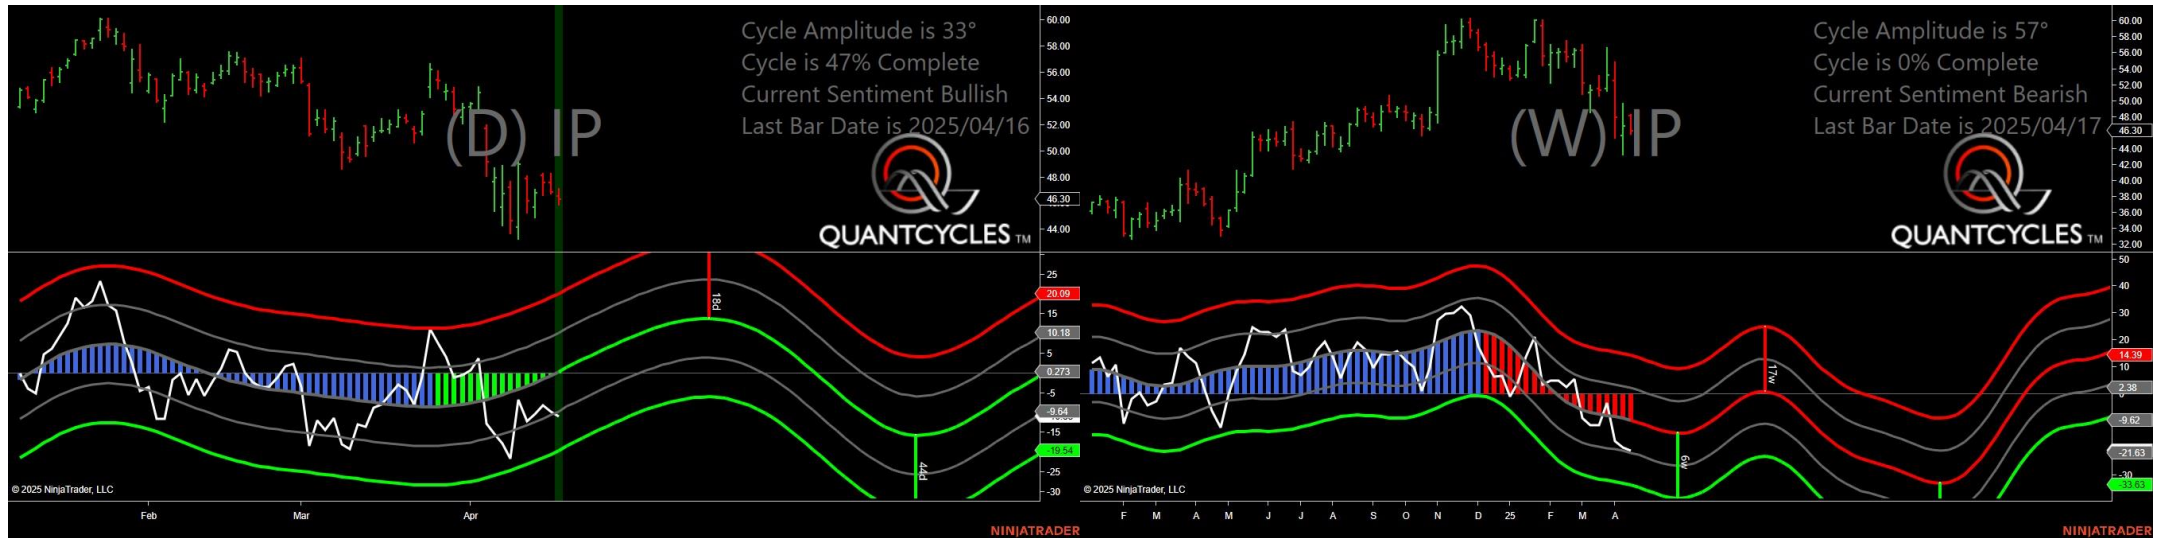 Cycle Amplitude is 33°
Cycle is 47% Complete
Current Sentiment Bullish
Last Bar Date is 2025/04/16
(D) IP
QUANTCYCLES TM
60.00
58.00
56.00
54.00
52.00
50.00
48.00
46.30
44.00
25
20.09
15
10.18
5
0.273
-5
-9.64
-15
-19.54
-25
-30
18d
44d
© 2025 NinjaTrader, LLC
Feb Mar Apr
NINJATRADER
Cycle Amplitude is 57°
Cycle is 0% Complete
Current Sentiment Bearish
Last Bar Date is 2025/04/17
(W) IP
QUANTCYCLES TM
60.00
58.00
56.00
54.00
52.00
50.00
48.00
46.30
44.00
42.00
40.00
38.00
36.00
34.00
32.00
50
40
30
20
14.39
2.38
0
-9.62
-21.63
-30
-33.63
17w
6w
© 2025 NinjaTrader, LLC
F M A M J J A S O N D 25 F M A
NINJATRADER